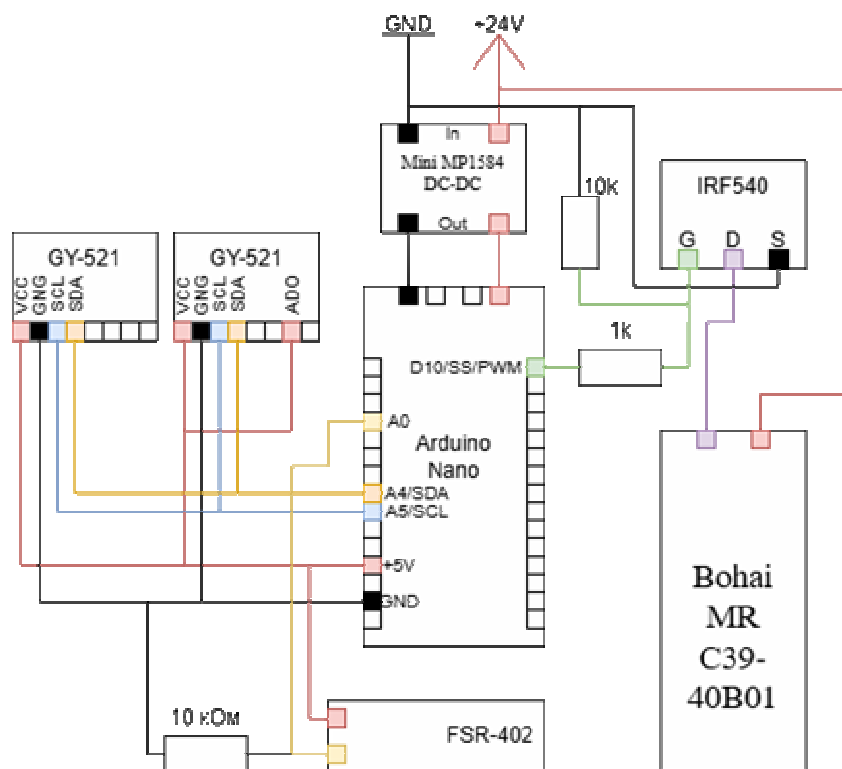 GND
+24V
In
Mini MP1584
DC-DC
Out
10к
IRF540
G D S
GY-521
VCC
GNG
SCL
SDA
GY-521
VCC
GNG
SCL
SDA
ADO
1к
D10/SS/PWM
A0
Arduino
Nano
A4/SDA
A5/SCL
+5V
GND
Bohai
MR
C39-
40B01
10 кОм
FSR-402